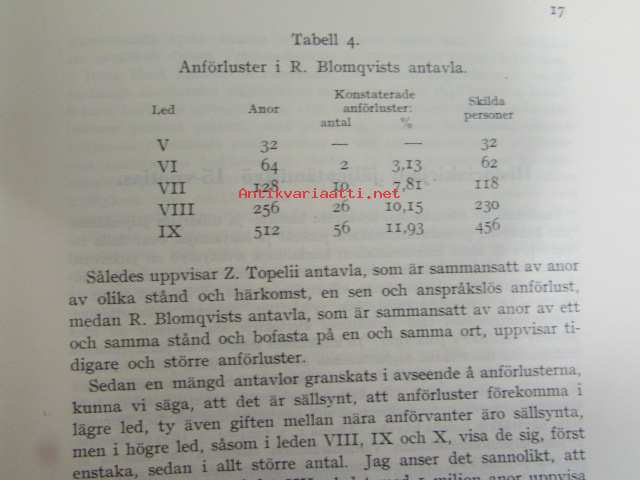 17
Tabell 4.
Anförluster i R. Blomqvists antavla.
Led Anor Konstaterade anförluster: antal % Skilda personer
V 32 — — 32
VI 64 2 3,13 62
VII 128 10 7,81 118
Antikvariaatti.net
VIII 256 26 10,15 230
IX 512 56 11,93 456
Således uppvisar Z. Topelii antavla, som är sammansatt av anor
av olika stånd och härkomst, en sen och anspråkslös anförlust,
medan R. Blomqvists antavla, som är sammansatt av anor av ett
och samma stånd och bofasta på en och samma ort, uppvisar ti-
digare och större anförluster.
Sedan en mängd antavlor granskats i avseende å anförlusterna,
kunna vi säga, att det är sällsynt, att anförluster förekomma i
lägre led, ty även giften mellan nära anförvanter äro sällsynta,
men i högre led, såsom i leden VIII, IX och X, visa de sig, först
enstaka, sedan i allt större antal. Jag anser det sannolikt, att
med 1 miljon anor uppvisa